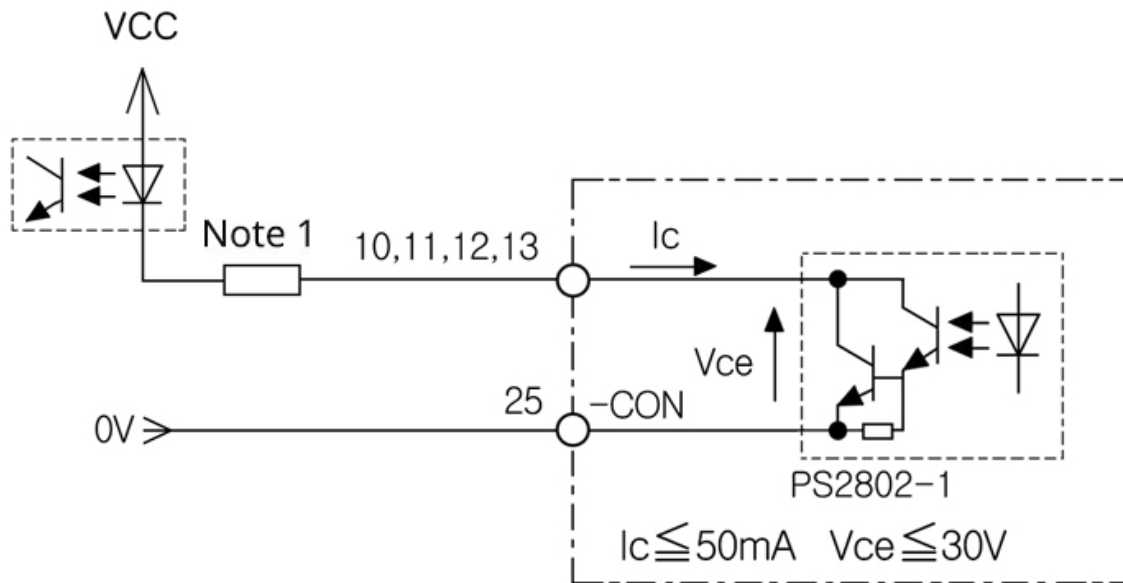 VCC
Note 1
10,11,12,13
Ic
Vce
25
-CON
0V
PS2802-1
Ic≦50mA Vce≦30V